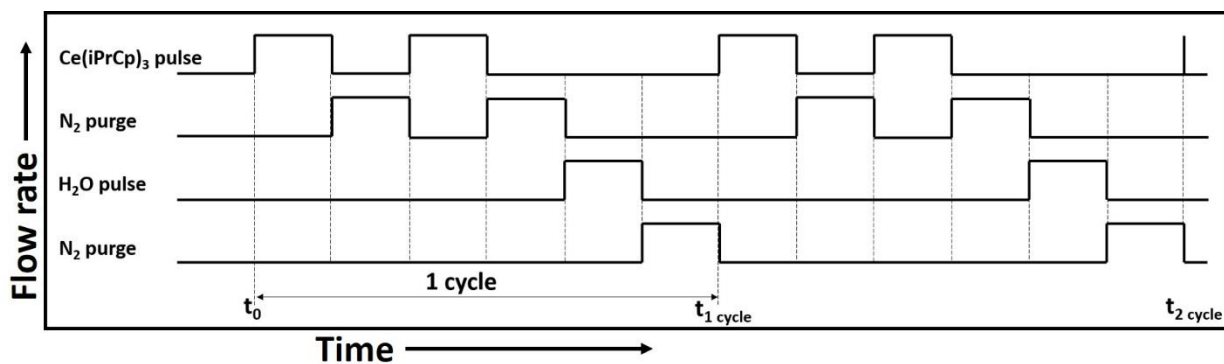 Flow rate
Ce(iPrCp)₃ pulse
N₂ purge
H₂O pulse
N₂ purge
1 cycle
t₀
t₁ cycle
t₂ cycle
Time